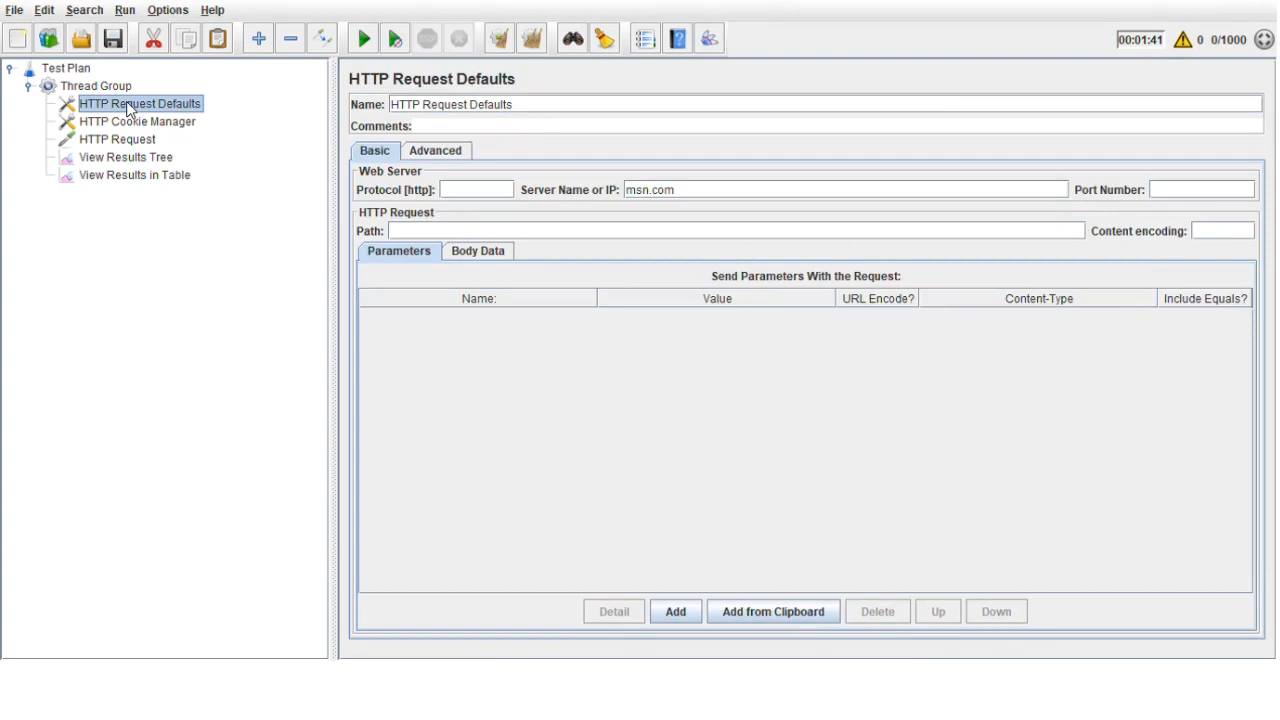 File Edit Search Run Options Help
00:01:41 0 0/1000
Test Plan
Thread Group
HTTP Request Defaults
HTTP Cookie Manager
HTTP Request
View Results Tree
View Results in Table
HTTP Request Defaults
Name: HTTP Request Defaults
Comments:
Basic Advanced
Web Server
Protocol [http]: Server Name or IP: msn.com Port Number:
HTTP Request
Path: Content encoding:
Parameters Body Data
Send Parameters With the Request:
Name: Value URL Encode? Content-Type Include Equals?
Detail Add Add from Clipboard Delete Up Down